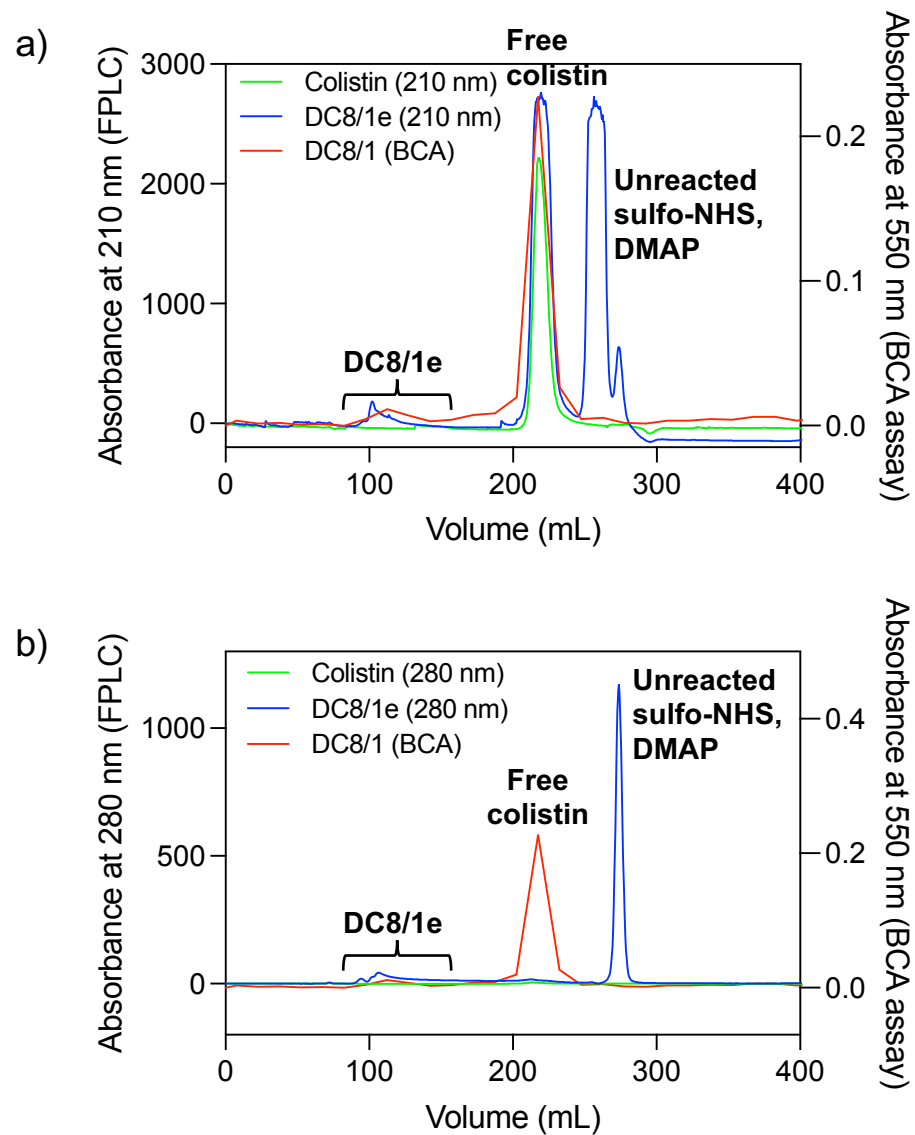 a)
Absorbance at 210 nm (FPLC)
3000
2000
1000
0
Colistin (210 nm)
DC8/1e (210 nm)
DC8/1 (BCA)
Free
colistin
Unreacted
sulfo-NHS,
DMAP
DC8/1e
0.2
0.1
0.0
Absorbance at 550 nm (BCA assay)
0 100 200 300 400
Volume (mL)
b)
Absorbance at 280 nm (FPLC)
1000
500
0
Colistin (280 nm)
DC8/1e (280 nm)
DC8/1 (BCA)
Unreacted
sulfo-NHS,
DMAP
Free
colistin
DC8/1e
0.4
0.2
0.0
Absorbance at 550 nm (BCA assay)
0 100 200 300 400
Volume (mL)